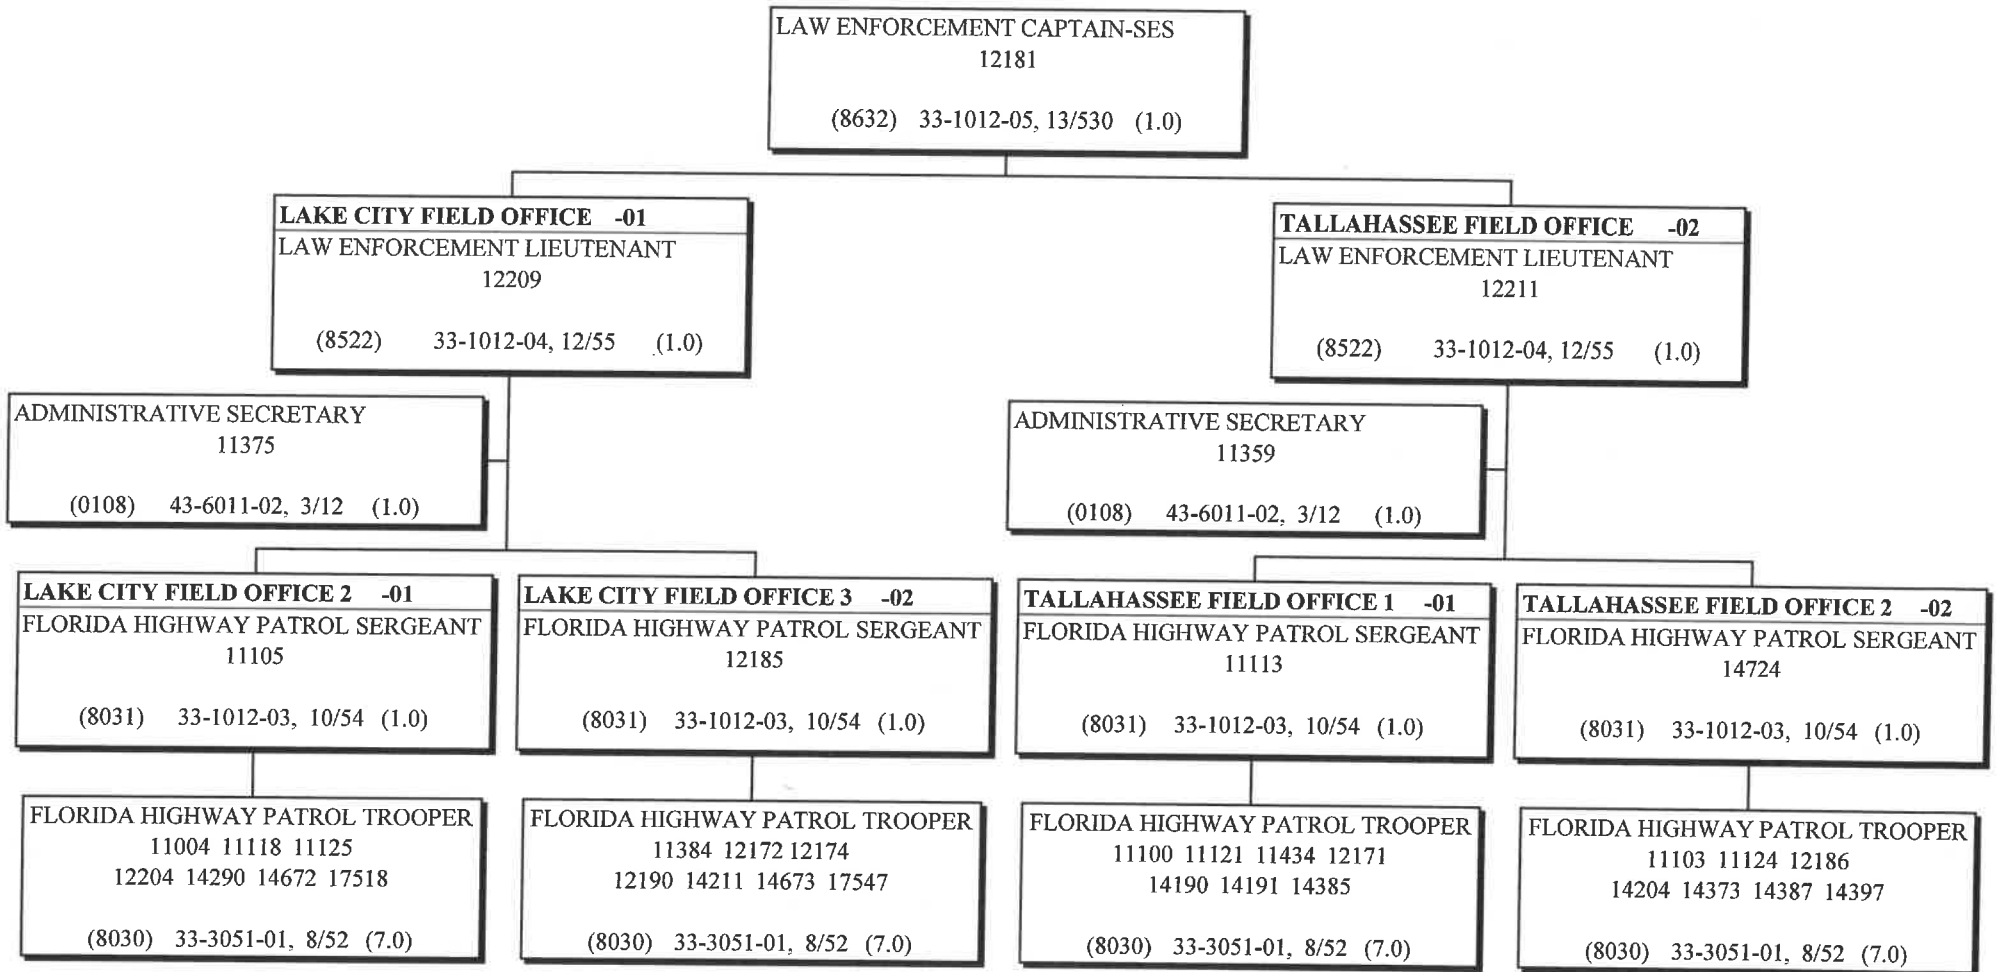 LAW ENFORCEMENT CAPTAIN-SES
12181
(8632) 33-1012-05, 13/530 (1.0)
LAKE CITY FIELD OFFICE -01
LAW ENFORCEMENT LIEUTENANT
12209
(8522) 33-1012-04, 12/55 (1.0)
TALLAHASSEE FIELD OFFICE -02
LAW ENFORCEMENT LIEUTENANT
12211
(8522) 33-1012-04, 12/55 (1.0)
ADMINISTRATIVE SECRETARY
11375
(0108) 43-6011-02, 3/12 (1.0)
ADMINISTRATIVE SECRETARY
11359
(0108) 43-6011-02, 3/12 (1.0)
LAKE CITY FIELD OFFICE 2 -01
FLORIDA HIGHWAY PATROL SERGEANT
11105
(8031) 33-1012-03, 10/54 (1.0)
LAKE CITY FIELD OFFICE 3 -02
FLORIDA HIGHWAY PATROL SERGEANT
12185
(8031) 33-1012-03, 10/54 (1.0)
TALLAHASSEE FIELD OFFICE 1 -01
FLORIDA HIGHWAY PATROL SERGEANT
11113
(8031) 33-1012-03, 10/54 (1.0)
TALLAHASSEE FIELD OFFICE 2 -02
FLORIDA HIGHWAY PATROL SERGEANT
14724
(8031) 33-1012-03, 10/54 (1.0)
FLORIDA HIGHWAY PATROL TROOPER
11004 11118 11125
12204 14290 14672 17518
(8030) 33-3051-01, 8/52 (7.0)
FLORIDA HIGHWAY PATROL TROOPER
11384 12172 12174
12190 14211 14673 17547
(8030) 33-3051-01, 8/52 (7.0)
FLORIDA HIGHWAY PATROL TROOPER
11100 11121 11434 12171
14190 14191 14385
(8030) 33-3051-01, 8/52 (7.0)
FLORIDA HIGHWAY PATROL TROOPER
11103 11124 12186
14204 14373 14387 14397
(8030) 33-3051-01, 8/52 (7.0)